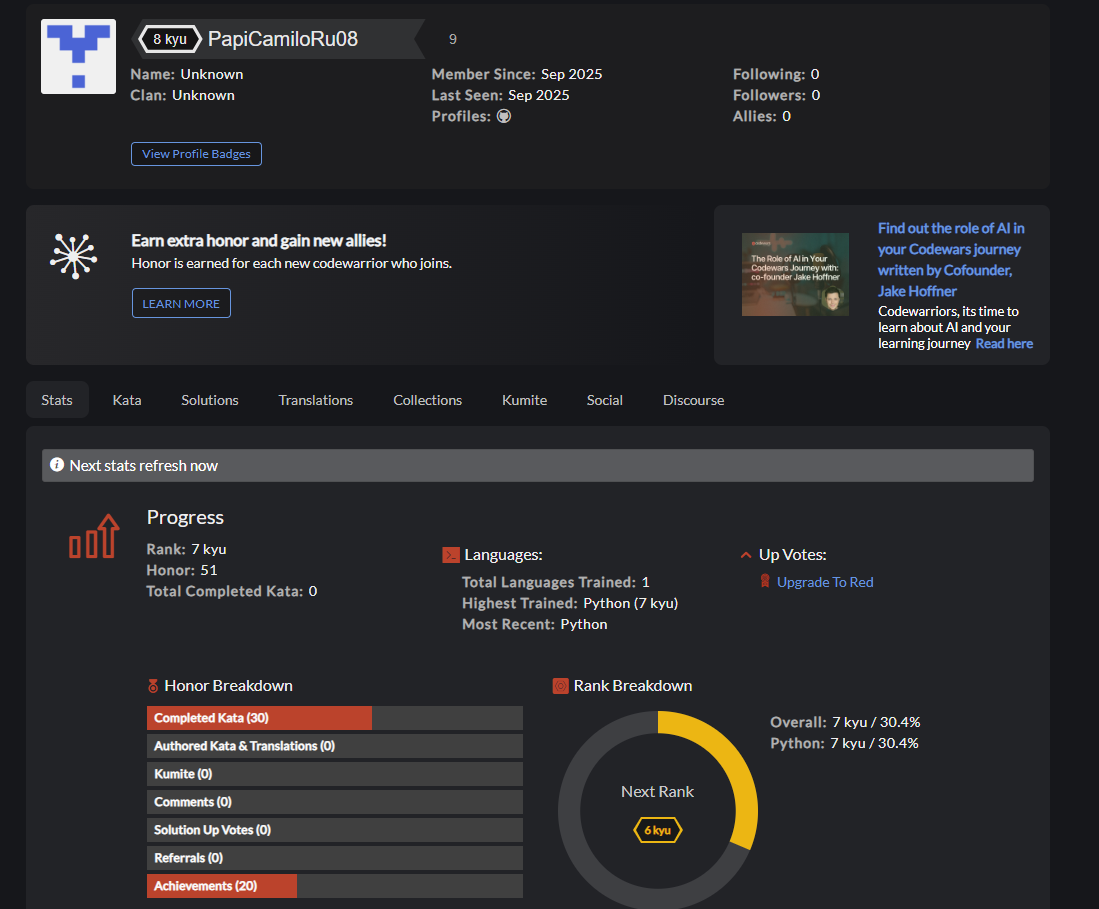 8 kyu PapiCamiloRu08 9
Name: Unknown
Clan: Unknown
Member Since: Sep 2025
Last Seen: Sep 2025
Profiles:
Following: 0
Followers: 0
Allies: 0
View Profile Badges
Earn extra honor and gain new allies!
Honor is earned for each new codewarrior who joins.
LEARN MORE
The Role of AI in Your
Codewars Journey with:
co-founder Jake Hoffner
Find out the role of AI in
your Codewars journey
written by Cofounder,
Jake Hoffner
Codewarriors, its time to
learn about AI and your
learning journey Read here
Stats Kata Solutions Translations Collections Kumite Social Discourse
Next stats refresh now
Progress
Rank: 7 kyu
Honor: 51
Total Completed Kata: 0
Languages:
Total Languages Trained: 1
Highest Trained: Python (7 kyu)
Most Recent: Python
Up Votes:
Upgrade To Red
Honor Breakdown
Completed Kata (30)
Authored Kata & Translations (0)
Kumite (0)
Comments (0)
Solution Up Votes (0)
Referrals (0)
Achievements (20)
Rank Breakdown
Next Rank
6 kyu
Overall: 7 kyu / 30.4%
Python: 7 kyu / 30.4%